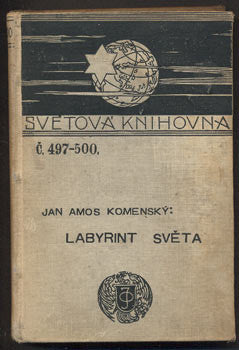 SVĚTOVÁ KNIHOVNA
Č. 497-500.
JAN AMOS KOMENSKÝ:
LABYRINT SVĚTA